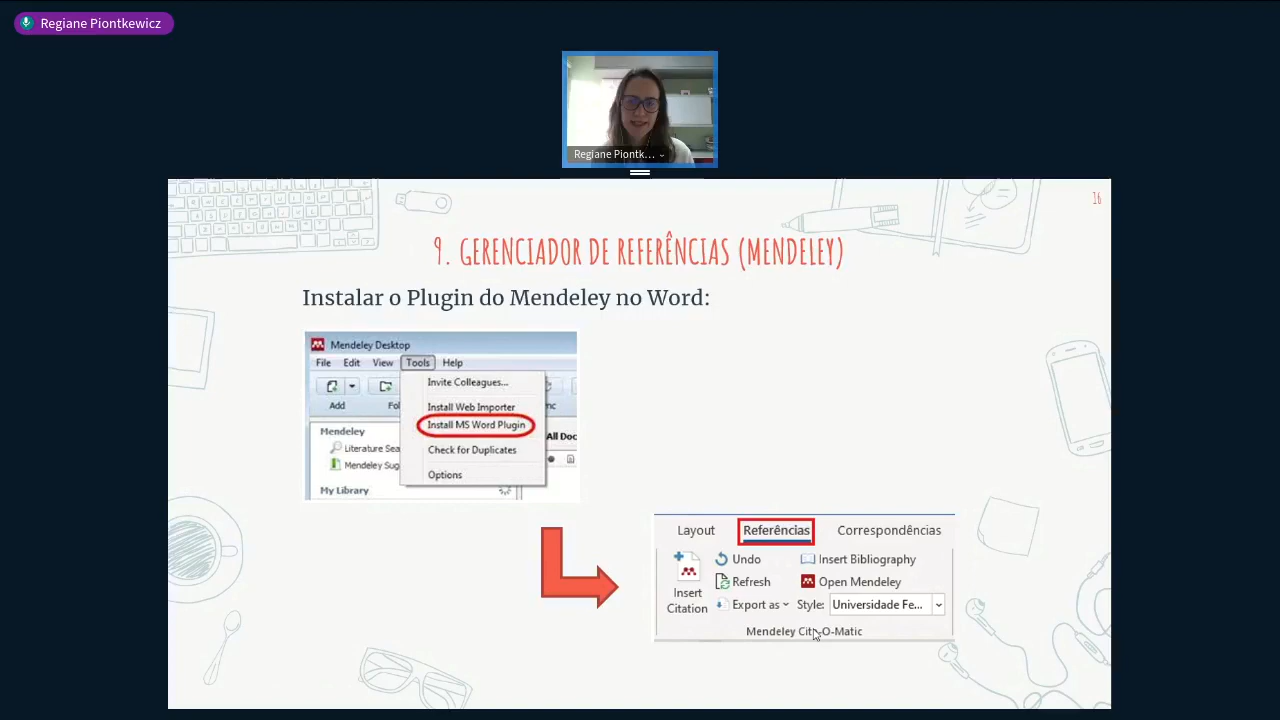 Regiane Piontkewicz
Regiane Piontk...
16
9. GERENCIADOR DE REFERÊNCIAS (MENDELEY)
Instalar o Plugin do Mendeley no Word:
Mendeley Desktop
File Edit View Tools Help
Invite Colleagues...
Add
Install Web Importer
Install MS Word Plugin
Mendeley
All Doc
Literature Sea
Check for Duplicates
Mendeley Sug
Options
My Library
Layout Referências Correspondências
Undo Insert Bibliography
Refresh Open Mendeley
Insert
Citation
Export as Style: Universidade Fe...
Mendeley Cite-O-Matic